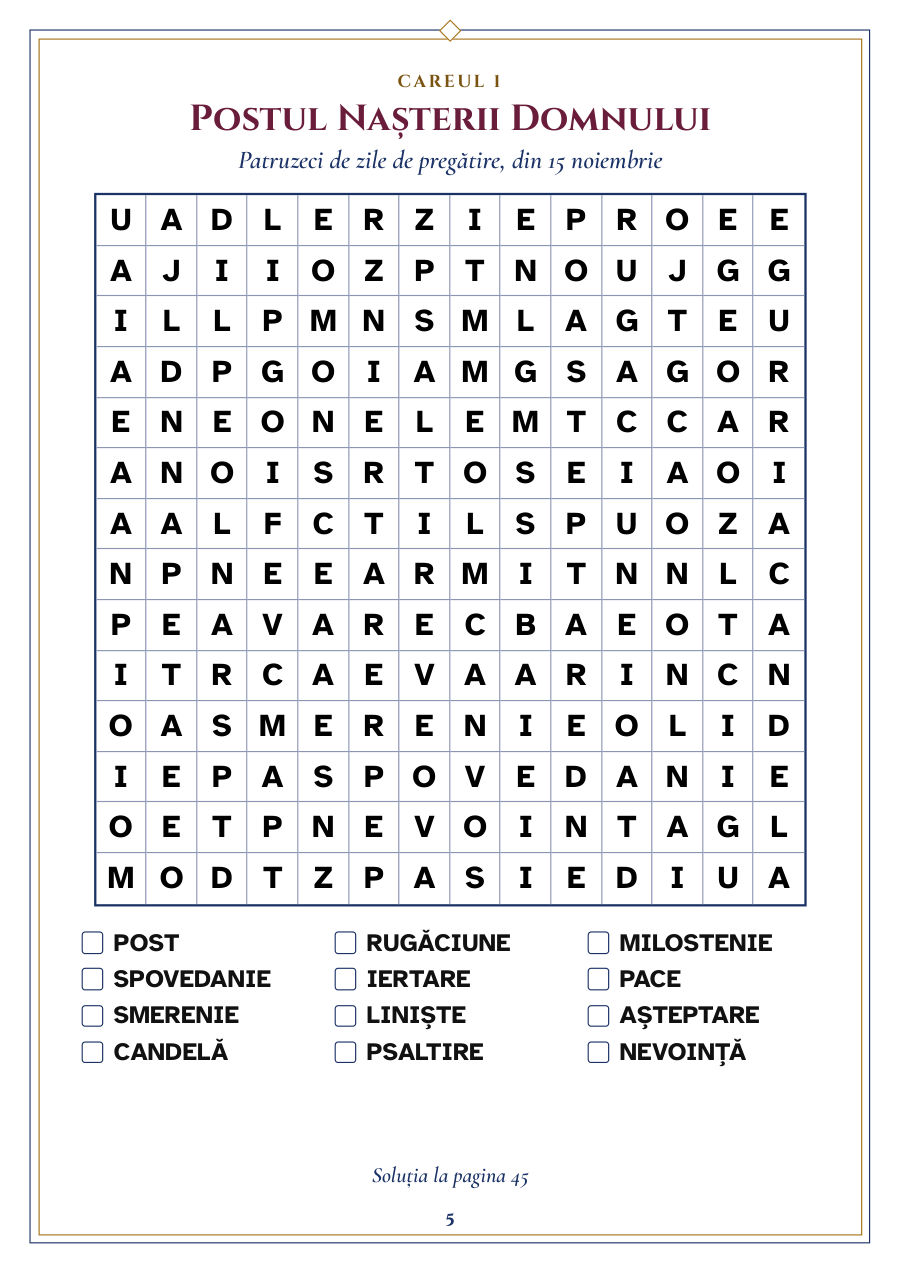 CAREUL I
Postul Nașterii Domnului
Patruzeci de zile de pregătire, din 15 noiembrie
U A D L E R Z I E P R O E E
A J I I O Z P T N O U J G G
I L L P M N S M L A G T E U
A D P G O I A M G S A G O R
E N E O N E L E M T C C A R
A N O I S R T O S E I A O I
A A L F C T I L S P U O Z A
N P N E E A R M I T N N L C
P E A V A R E C B A E O T A
I T R C A E V A A R I N C N
O A S M E R E N I E O L I D
I E P A S P O V E D A N I E
O E T P N E V O I N T A G L
M O D T Z P A S I E D I U A
POST RUGĂCIUNE MILOSTENIE
SPOVEDANIE IERTARE PACE
SMERENIE LINIȘTE AȘTEPTARE
CANDELĂ PSALTIRE NEVOINȚĂ
Soluția la pagina 45
5